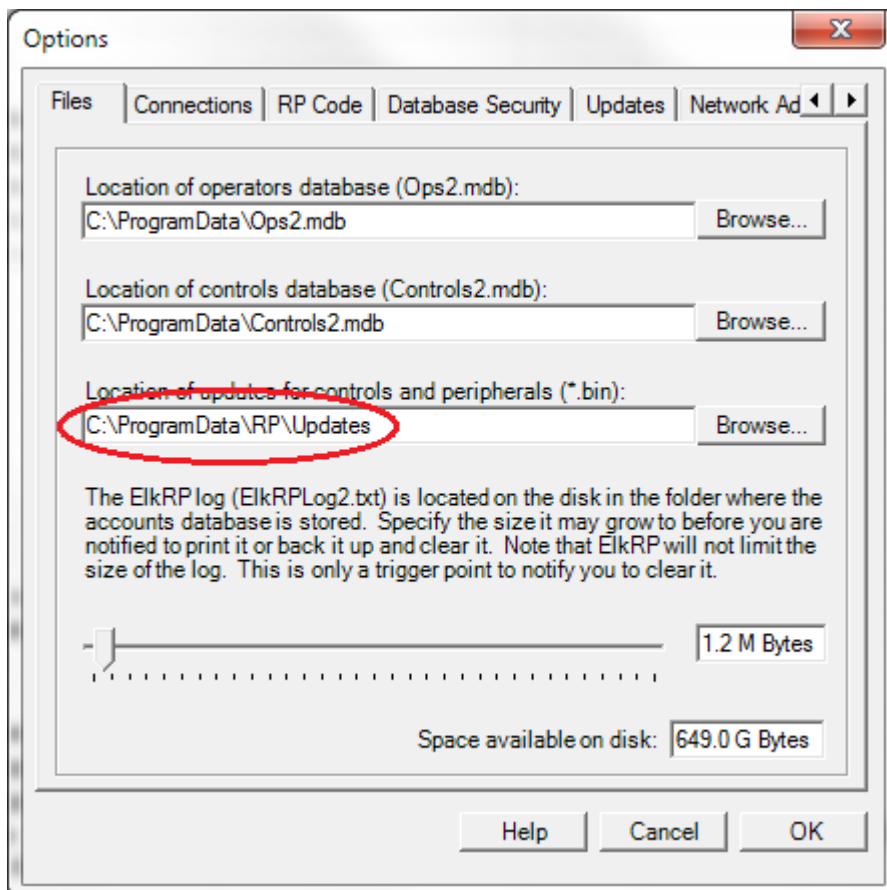 Options
Files
Connections
RP Code
Database Security
Updates
Network Ad
Location of operators database (Ops2.mdb):
C:\ProgramData\Ops2.mdb
Browse...
Location of controls database (Controls2.mdb):
C:\ProgramData\Controls2.mdb
Browse...
Location of updates for controls and peripherals (*.bin):
C:\ProgramData\RP\Updates
Browse...
The ElkRP log (ElkRPLog2.txt) is located on the disk in the folder where the
accounts database is stored. Specify the size it may grow to before you are
notified to print it or back it up and clear it. Note that ElkRP will not limit the
size of the log. This is only a trigger point to notify you to clear it.
1.2 M Bytes
Space available on disk:
649.0 G Bytes
Help
Cancel
OK